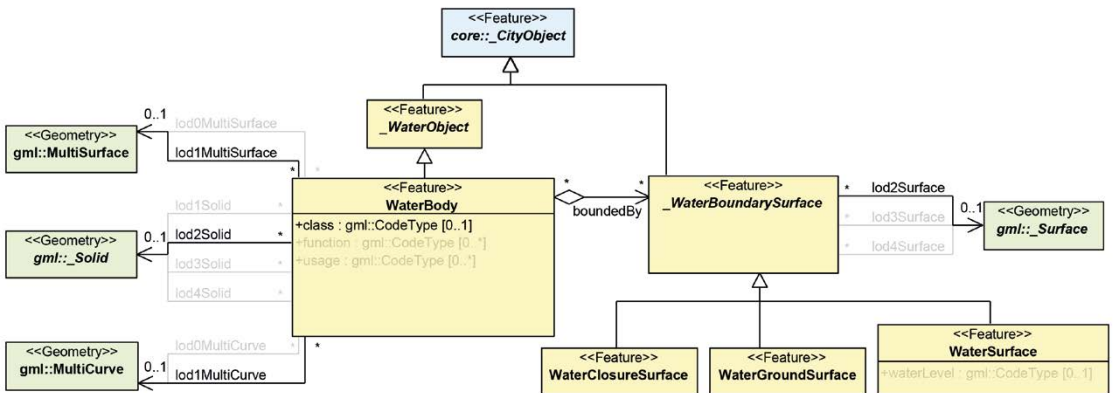 <<Feature>>
core::_CityObject
<<Feature>>
_WaterObject
0..1
lod0MultiSurface
*
<<Geometry>>
gml::MultiSurface
lod1MultiSurface
*
<<Feature>>
WaterBody
+class : gml::CodeType [0..1]
+function : gml::CodeType [0..*]
+usage : gml::CodeType [0..*]
*
boundedBy
*
<<Feature>>
_WaterBoundarySurface
*
lod2Surface
0..1
*
lod3Surface
*
lod4Surface
<<Geometry>>
gml::_Surface
lod1Solid
*
0..1
lod2Solid
*
<<Geometry>>
gml::_Solid
lod3Solid
*
lod4Solid
*
<<Geometry>>
gml::MultiCurve
0..1
lod0MultiCurve
*
lod1MultiCurve
*
<<Feature>>
WaterClosureSurface
<<Feature>>
WaterGroundSurface
<<Feature>>
WaterSurface
+waterLevel : gml::CodeType [0..1]